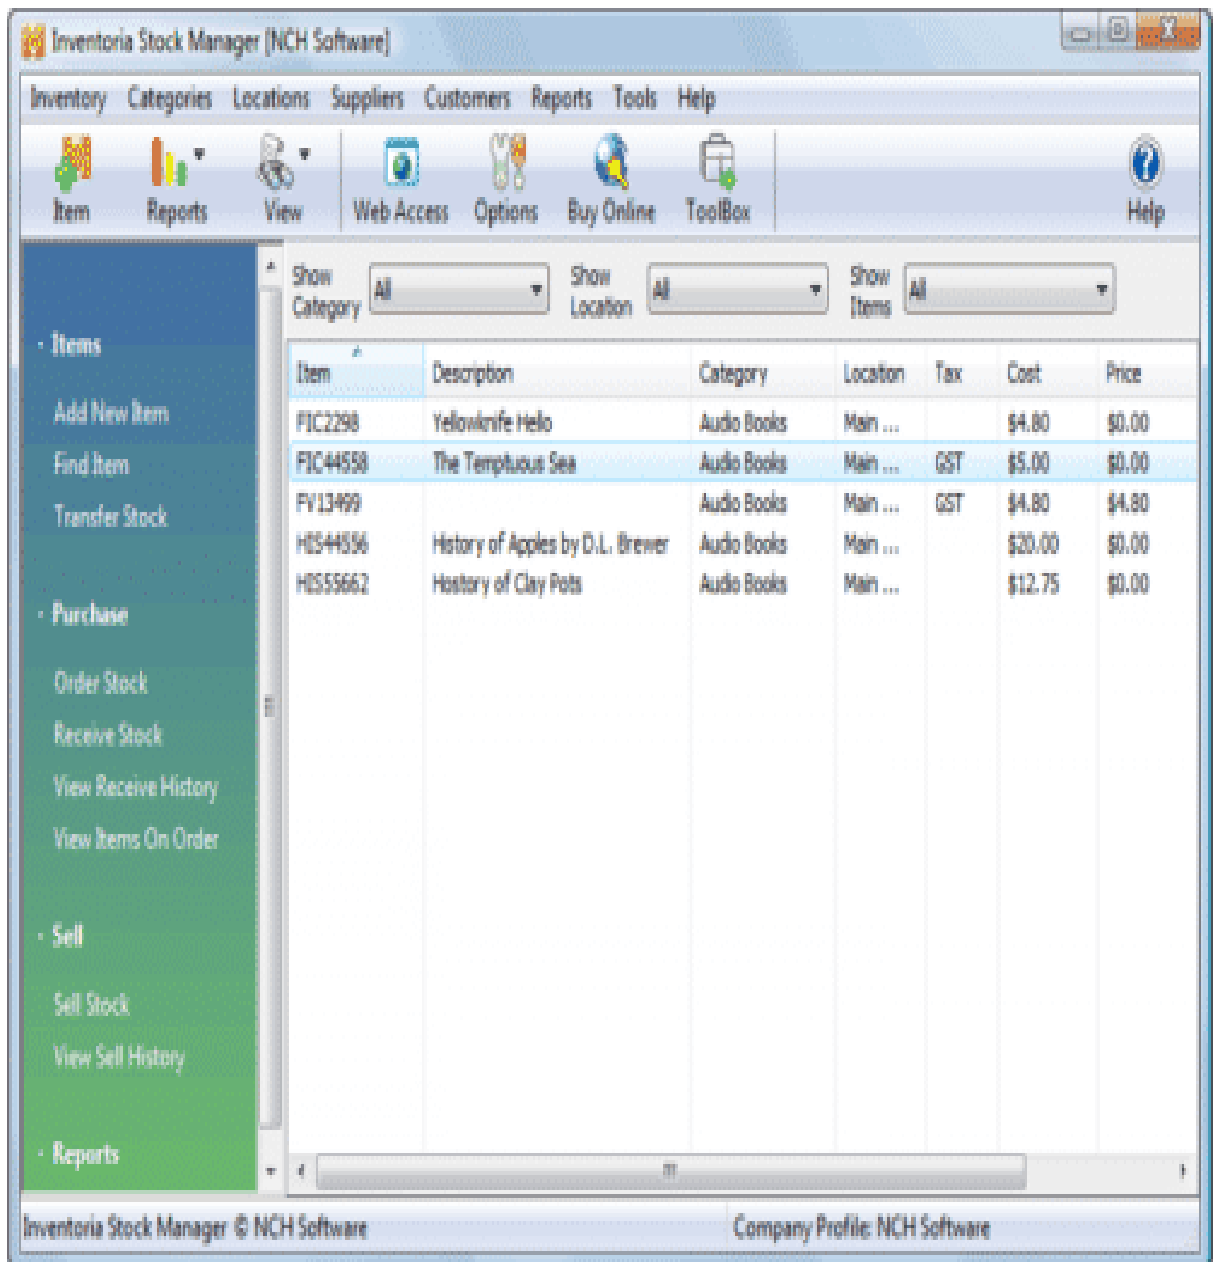 Inventoria Stock Manager [NCH Software]
Inventory Categories Locations Suppliers Customers Reports Tools Help
Item Reports View Web Access Options Buy Online ToolBox Help
Show Category All Show Location All Show Items All
- Items
Add New Item
Find Item
Transfer Stock
- Purchase
Order Stock
Receive Stock
View Receive History
View Items On Order
- Sell
Sell Stock
View Sell History
- Reports
Item Description Category Location Tax Cost Price
FIC2298 Yellowknife Hello Audio Books Main ... $4.80 $0.00
FIC44558 The Temptuous Sea Audio Books Main ... GST $5.00 $0.00
FV13499 Audio Books Main ... GST $4.80 $4.80
HIS44556 History of Apples by D.L. Brewer Audio Books Main ... $20.00 $0.00
HIS55662 Hostory of Clay Pots Audio Books Main ... $12.75 $0.00
Inventoria Stock Manager © NCH Software Company Profile: NCH Software